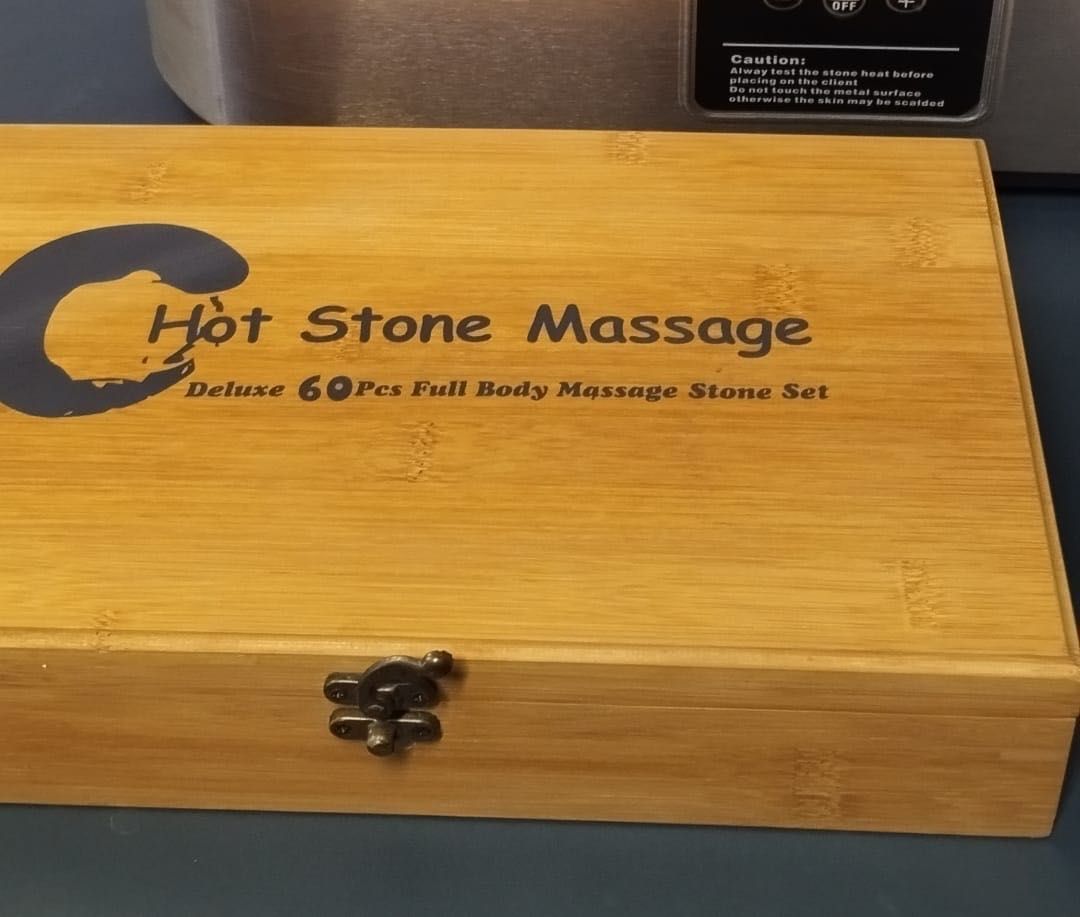 OFF
Caution:
Alway test the stone heat before
placing on the client
Do not touch the metal surface
otherwise the skin may be scalded
Hot Stone Massage
Deluxe 60Pcs Full Body Massage Stone Set